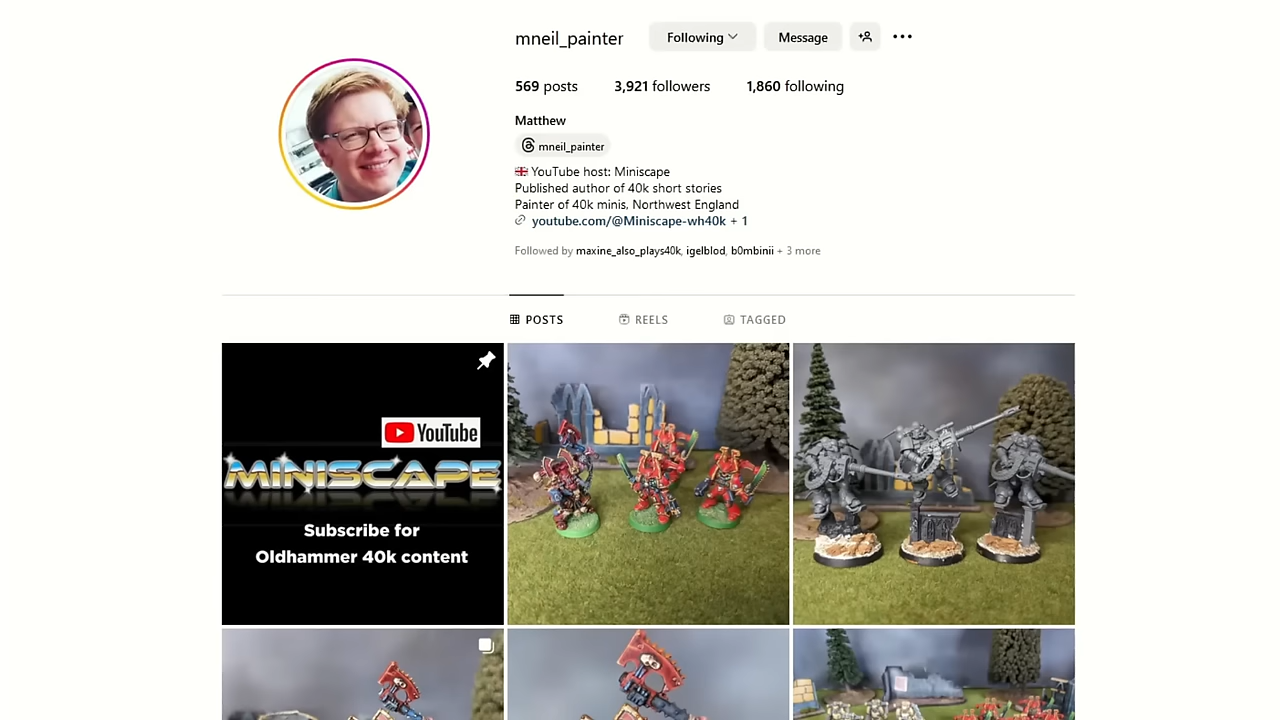 mneil_painter
Following
Message
569 posts
3,921 followers
1,860 following
Matthew
mneil_painter
YouTube host: Miniscape
Published author of 40k short stories
Painter of 40k minis, Northwest England
youtube.com/@Miniscape-wh40k + 1
Followed by maxine_also_plays40k, igelblod, b0mbinii + 3 more
POSTS
REELS
TAGGED
YouTube
MINISCAPE
Subscribe for
Oldhammer 40k content